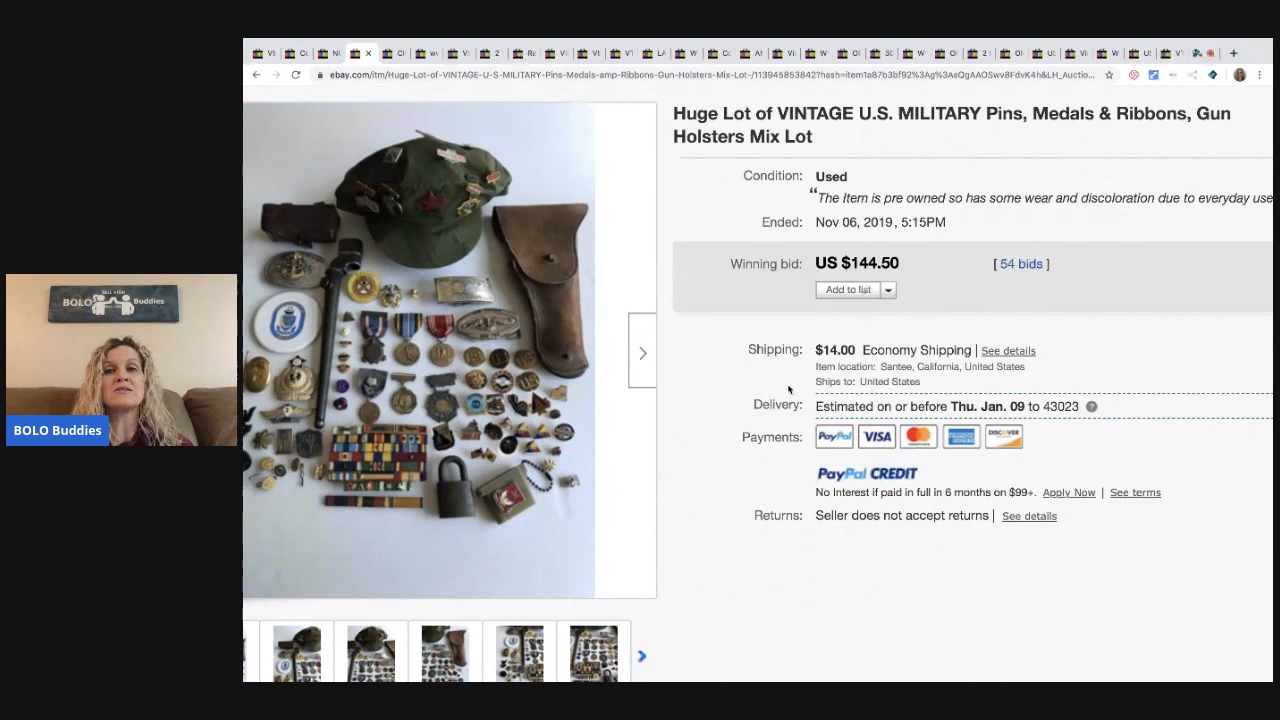 ebay.com/itm/Huge-Lot-of-VINTAGE-U-S-MILITARY-Pins-Medals-amp-Ribbons-Gun-Holsters-Mix-Lot-/113945853842?hash=item1a87b3bf92%3Ag%3AsQgAAOSwv8FdvK4h&LH_Auctio...
Huge Lot of VINTAGE U.S. MILITARY Pins, Medals & Ribbons, Gun
Holsters Mix Lot
Condition: Used
“The Item is pre owned so has some wear and discoloration due to everyday use
Ended: Nov 06, 2019, 5:15PM
Winning bid: US $144.50 [ 54 bids ]
Add to list
Shipping: $14.00 Economy Shipping | See details
Item location: Santee, California, United States
Ships to: United States
Delivery: Estimated on or before Thu. Jan. 09 to 43023 ?
Payments: PayPal VISA MasterCard DISCOVER
PayPal CREDIT
No Interest if paid in full in 6 months on $99+. Apply Now | See terms
Returns: Seller does not accept returns | See details
BOLO Buddies
BOLO Buddies